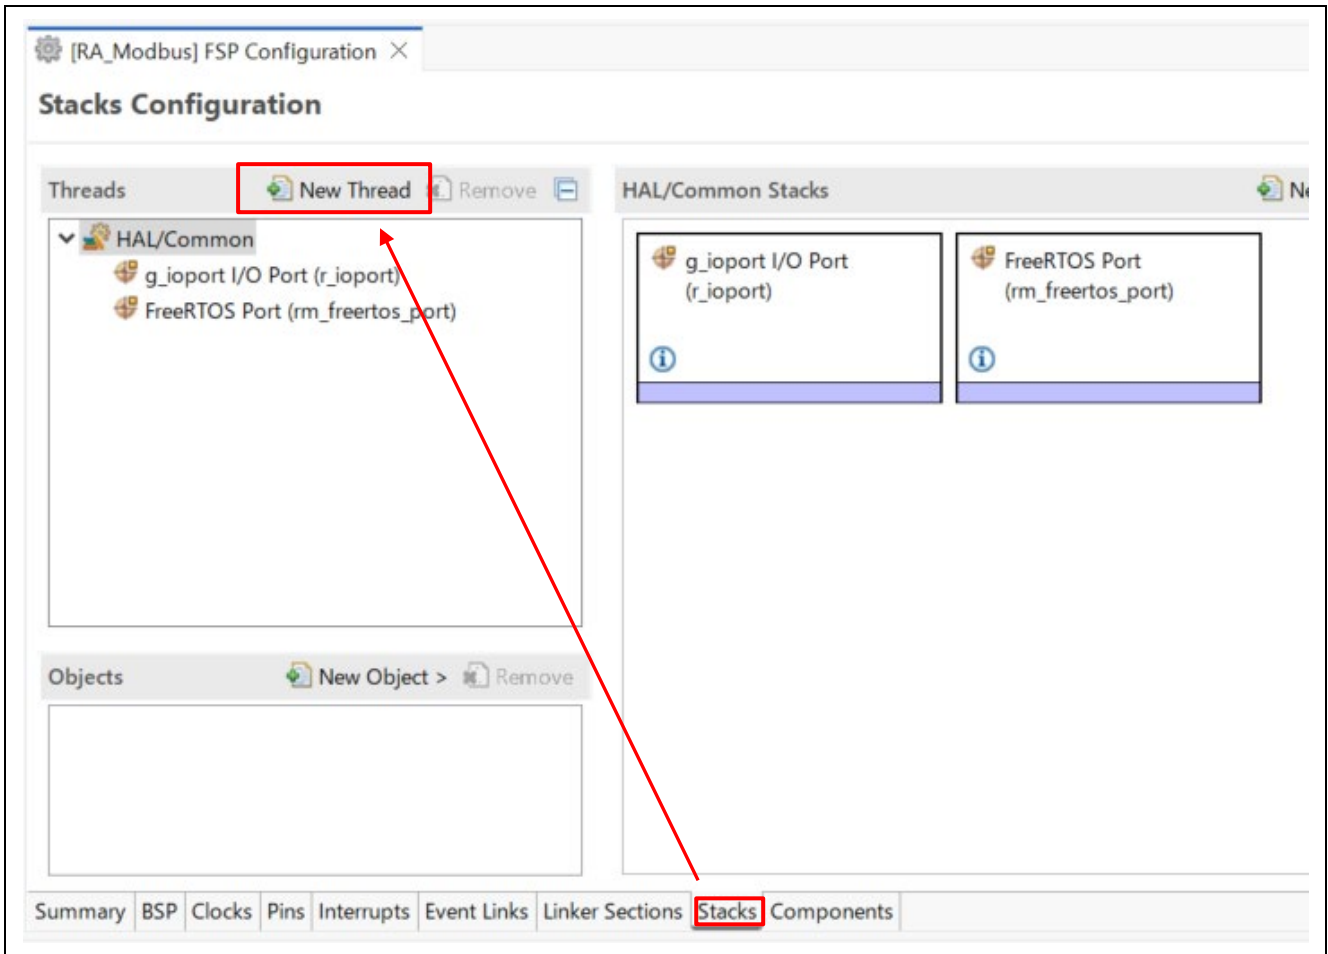 [RA_Modbus] FSP Configuration
Stacks Configuration
Threads New Thread Remove
HAL/Common
g_ioport I/O Port (r_ioport)
FreeRTOS Port (rm_freertos_port)
Objects New Object > Remove
HAL/Common Stacks
g_ioport I/O Port
(r_ioport)
FreeRTOS Port
(rm_freertos_port)
Summary BSP Clocks Pins Interrupts Event Links Linker Sections Stacks Components